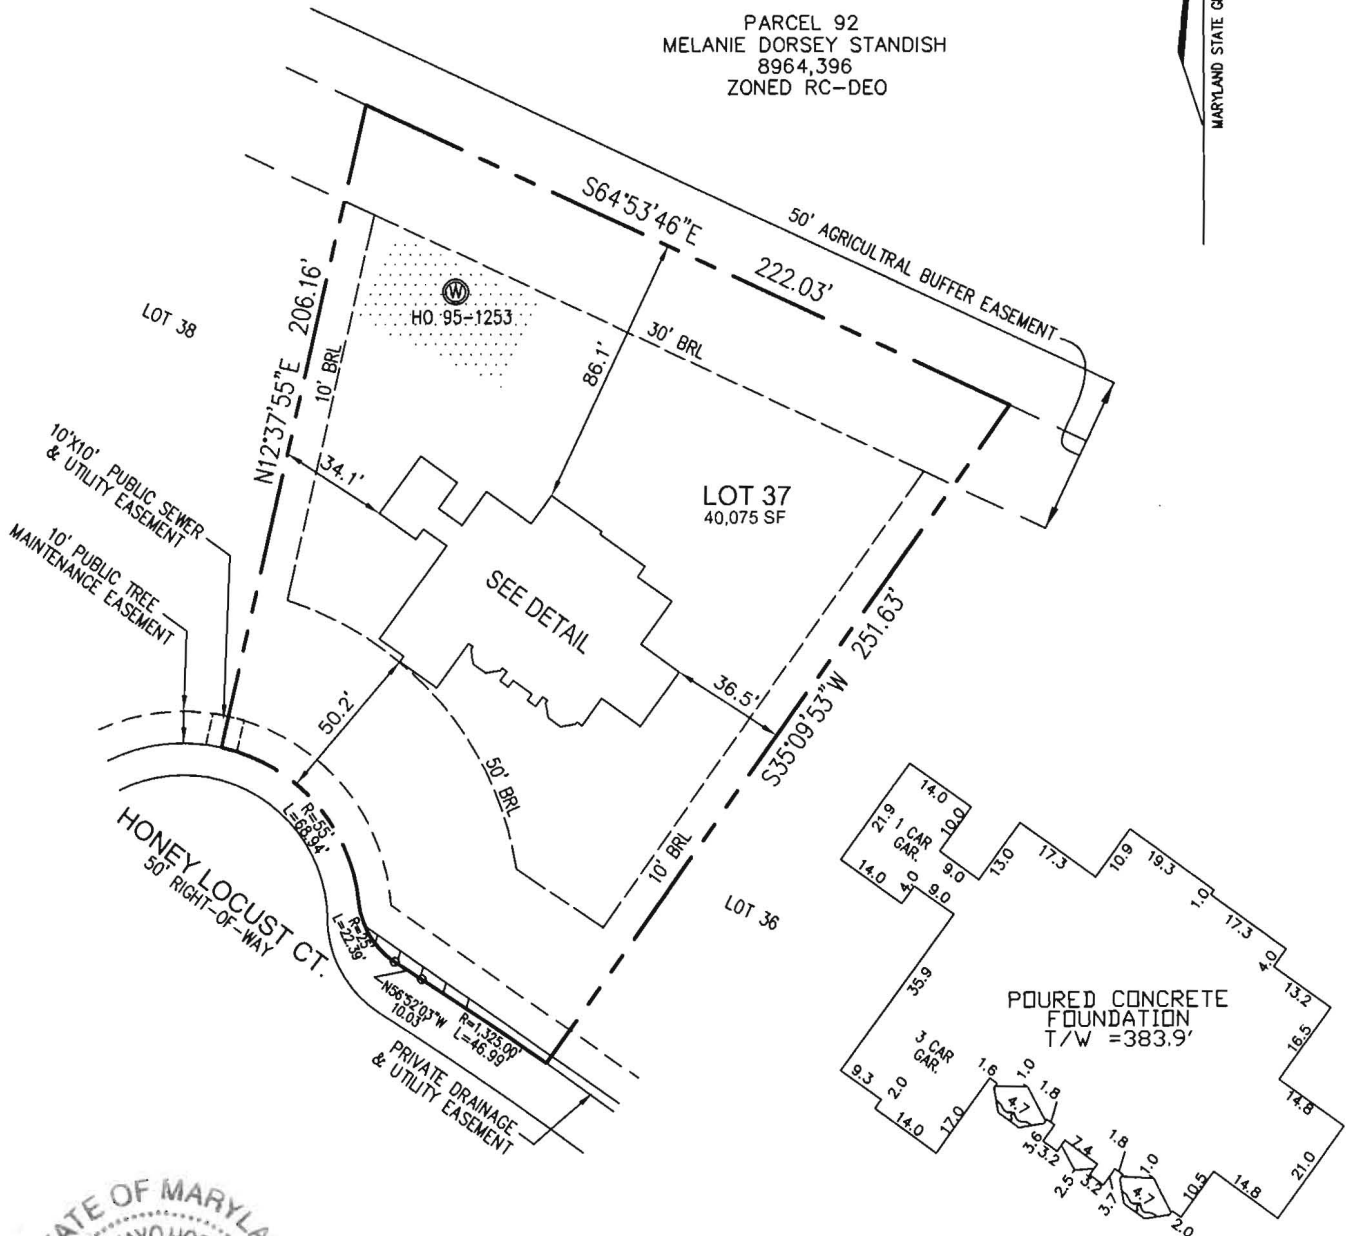 PARCEL 92
MELANIE DORSEY STANDISH
8964,396
ZONED RC-DEO
MARYLAND STATE
S64°53'46"E
222.03'
50' AGRICULTRAL BUFFER EASEMENT
LOT 38
N12°37'55"E 206.16'
10' BRL
W
HO. 95-1253
30' BRL
86.1'
34.1'
LOT 37
40,075 SF
10'X10' PUBLIC SEWER
& UTILITY EASEMENT
10' PUBLIC TREE
MAINTENANCE EASEMENT
SEE DETAIL
50.2'
36.5'
S35°09'53"W 251.63'
50' BRL
10' BRL
LOT 36
R=55'
L=68.94'
HONEY LOCUST CT.
50' RIGHT-OF-WAY
R=25'
L=22.39'
N56°52'03"W
10.03'
R=1,325.00'
L=46.99'
PRIVATE DRAINAGE
& UTILITY EASEMENT
14.0
21.9
1 CAR
GAR.
10.0
14.0
4.0
9.0
9.0
13.0
17.3
10.9
19.3
1.0
17.3
4.0
13.2
16.5
14.8
21.0
14.8
10.5
2.0
35.9
POURED CONCRETE
FOUNDATION
T/W =383.9'
3 CAR
GAR.
9.3
2.0
14.0
17.0
1.6
1.0
4.7
1.8
3.6
3.2
7.4
2.5
3.2
3.7
1.8
1.0
4.7
STATE OF MARYLA